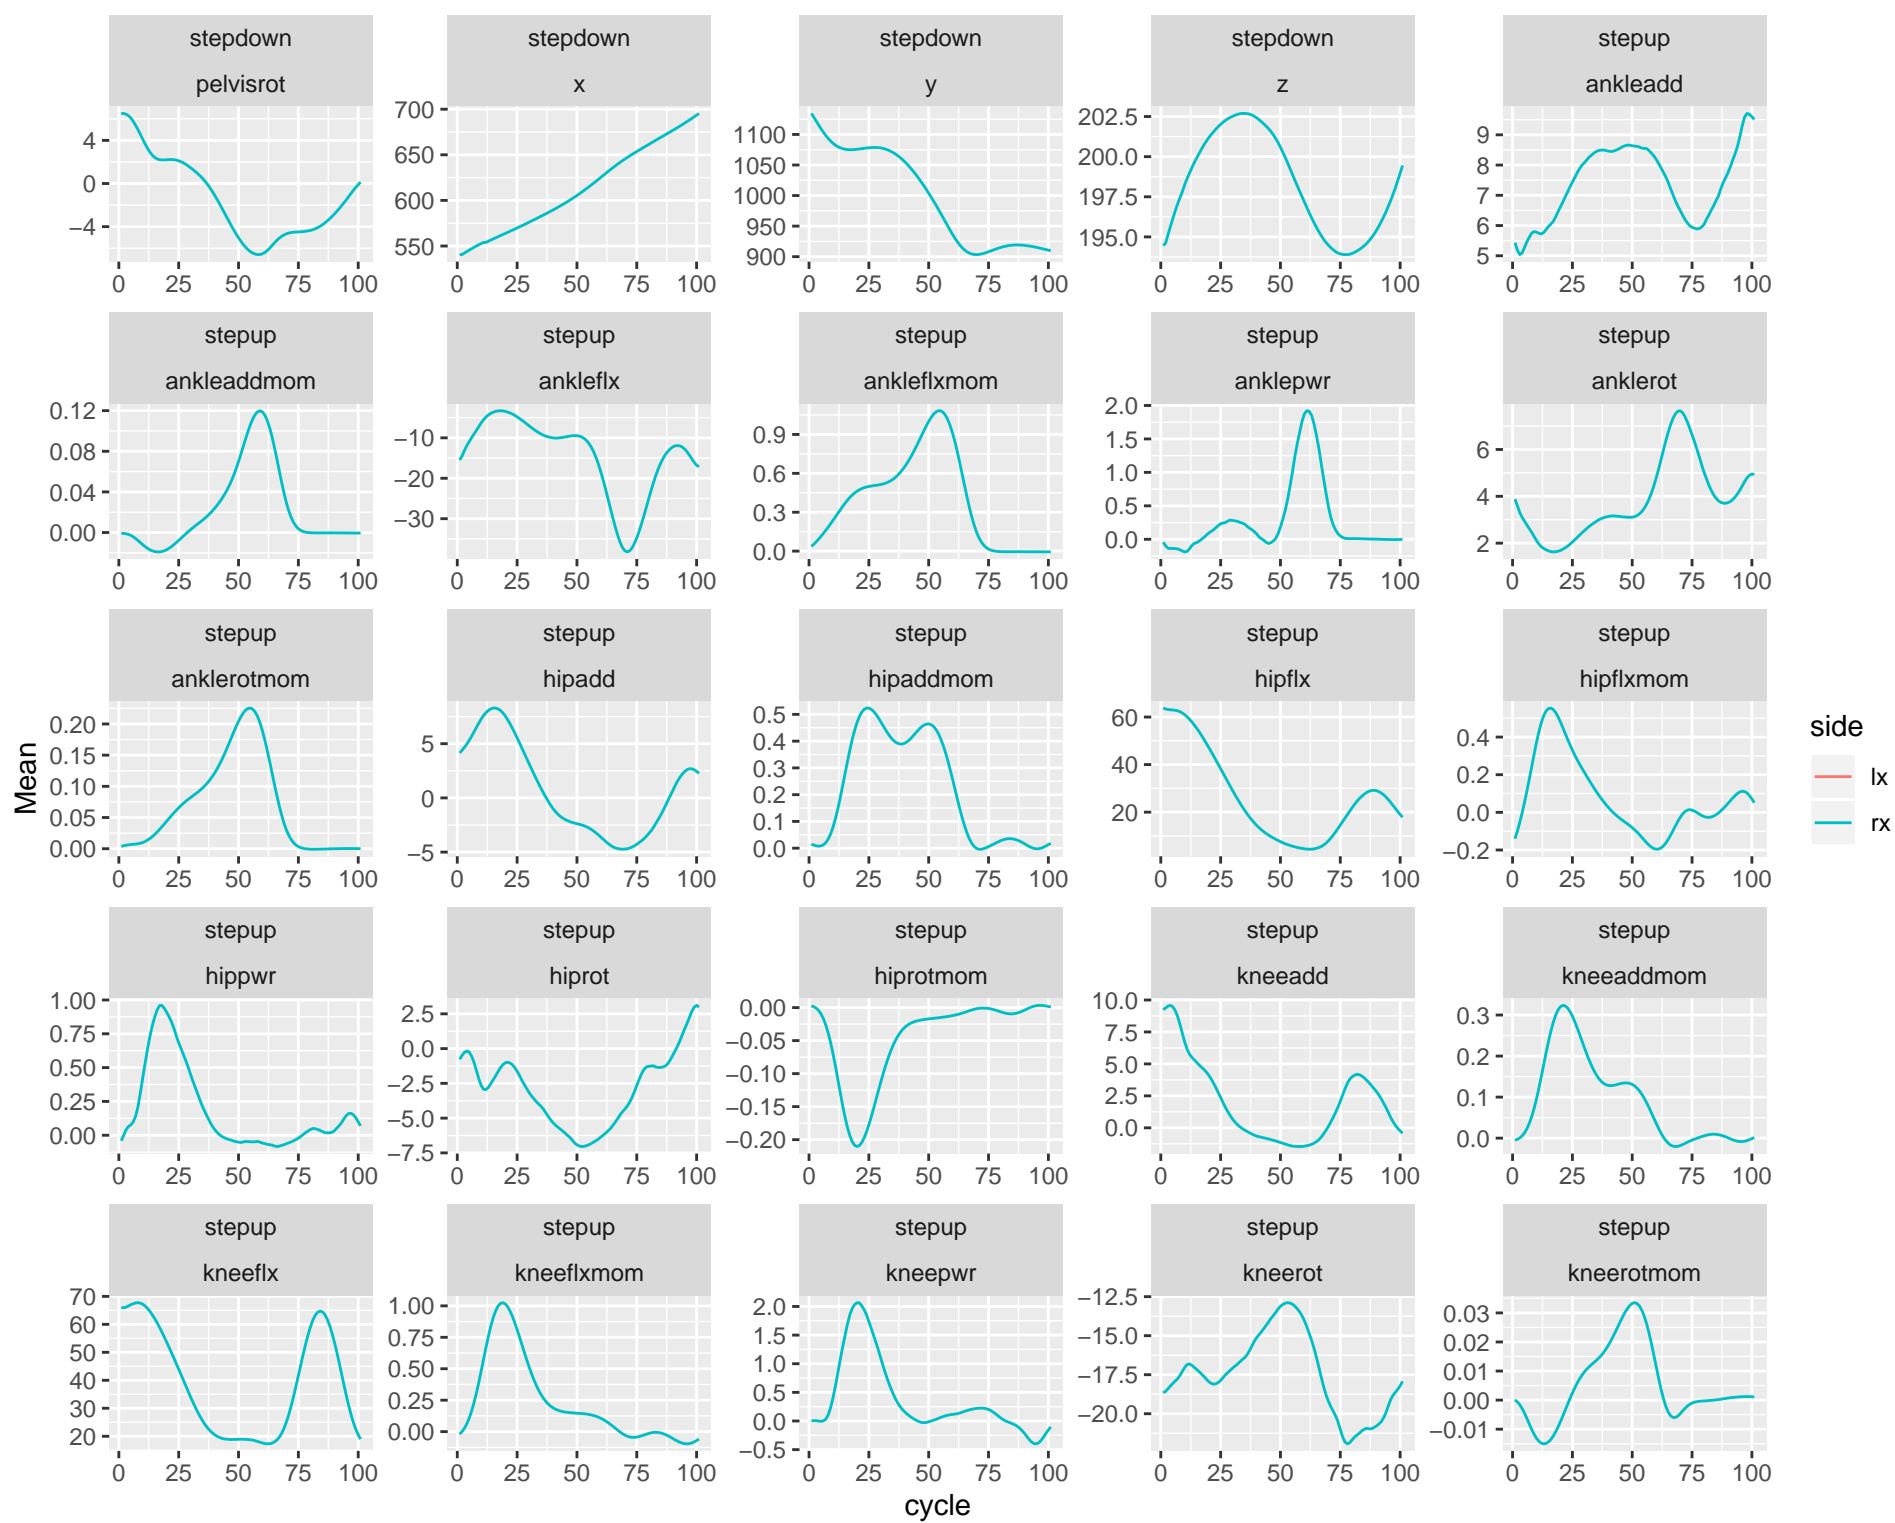 stepdown stepdown stepdown stepdown stepup
pelvisrot x y z ankleadd
4 0 −4
700 650 600 550
1100 1050 1000 950 900
202.5 200.0 197.5 195.0
9 8 7 6 5
0 25 50 75 100 0 25 50 75 100 0 25 50 75 100 0 25 50 75 100 0 25 50 75 100
stepup stepup stepup stepup stepup
ankleaddmom ankleflx ankleflxmom anklepwr anklerot
0.12 0.08 0.04 0.00
−10 −20 −30
0.9 0.6 0.3 0.0
2.0 1.5 1.0 0.5 0.0
6 4 2
0 25 50 75 100 0 25 50 75 100 0 25 50 75 100 0 25 50 75 100 0 25 50 75 100
stepup stepup stepup stepup stepup
anklerotmom hipadd hipaddmom hipflx hipflxmom
0.20 0.15 0.10 0.05 0.00
5 0 −5
0.5 0.4 0.3 0.2 0.1 0.0
60 40 20
0.4 0.2 0.0 −0.2
0 25 50 75 100 0 25 50 75 100 0 25 50 75 100 0 25 50 75 100 0 25 50 75 100
stepup stepup stepup stepup stepup
hippwr hiprot hiprotmom kneeadd kneeaddmom
1.00 0.75 0.50 0.25 0.00
2.5 0.0 −2.5 −5.0 −7.5
0.00 −0.05 −0.10 −0.15 −0.20
10.0 7.5 5.0 2.5 0.0
0.3 0.2 0.1 0.0
0 25 50 75 100 0 25 50 75 100 0 25 50 75 100 0 25 50 75 100 0 25 50 75 100
stepup stepup stepup stepup stepup
kneeflx kneeflxmom kneepwr kneerot kneerotmom
70 60 50 40 30 20
1.00 0.75 0.50 0.25 0.00
2.0 1.5 1.0 0.5 0.0 −0.5
−12.5 −15.0 −17.5 −20.0
0.03 0.02 0.01 0.00 −0.01
0 25 50 75 100 0 25 50 75 100 0 25 50 75 100 0 25 50 75 100 0 25 50 75 100
cycle
Mean
side
lx
rx